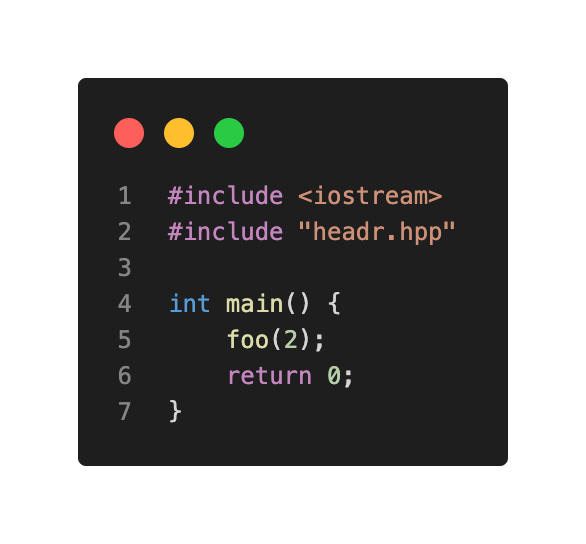 1 #include <iostream>
2 #include "headr.hpp"
3
4 int main() {
5     foo(2);
6     return 0;
7 }